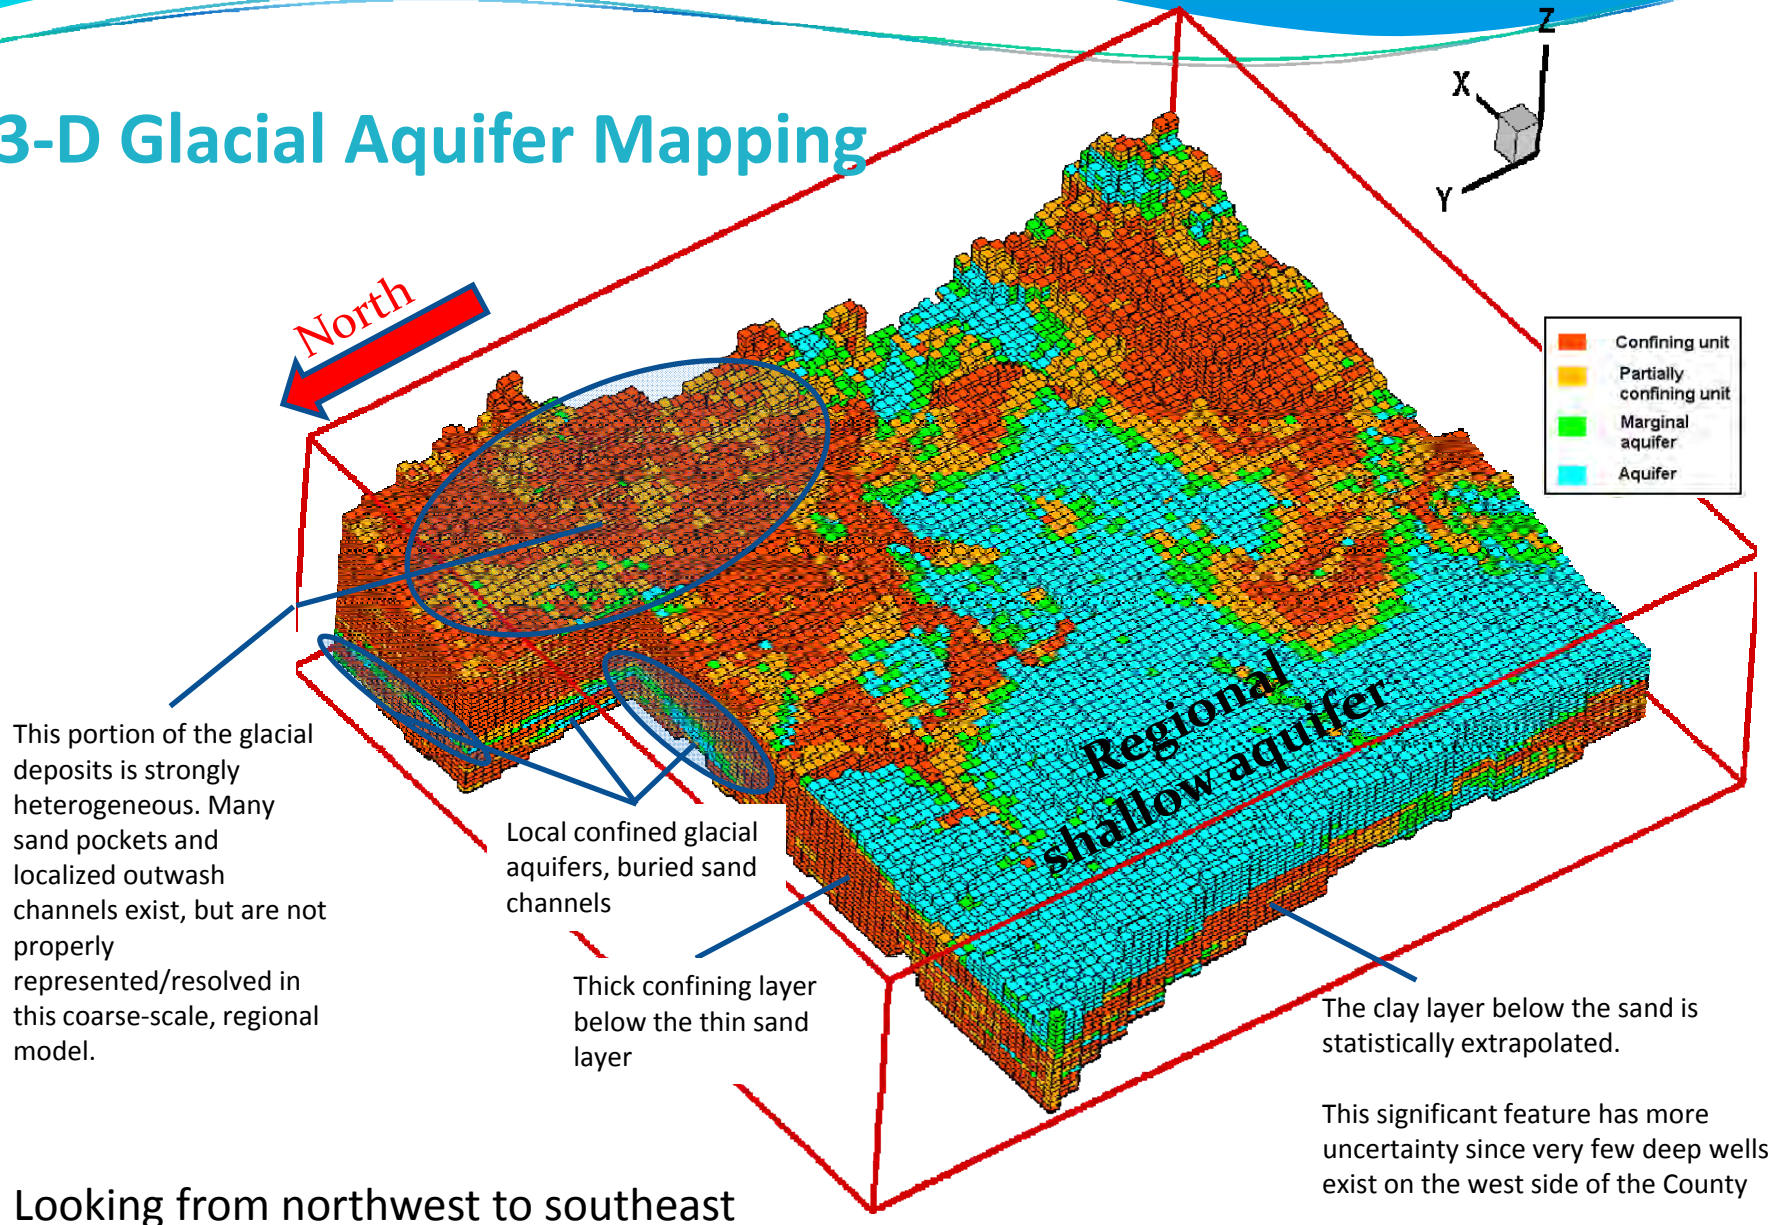 3-D Glacial Aquifer Mapping
Z
X
Y
North
Confining unit
Partially
confining unit
Marginal
aquifer
Aquifer
Regional
shallow aquifer
This portion of the glacial
deposits is strongly
heterogeneous. Many
sand pockets and
localized outwash
channels exist, but are not
properly
represented/resolved in
this coarse-scale, regional
model.
Local confined glacial
aquifers, buried sand
channels
Thick confining layer
below the thin sand
layer
The clay layer below the sand is
statistically extrapolated.
This significant feature has more
uncertainty since very few deep wells
exist on the west side of the County
Looking from northwest to southeast